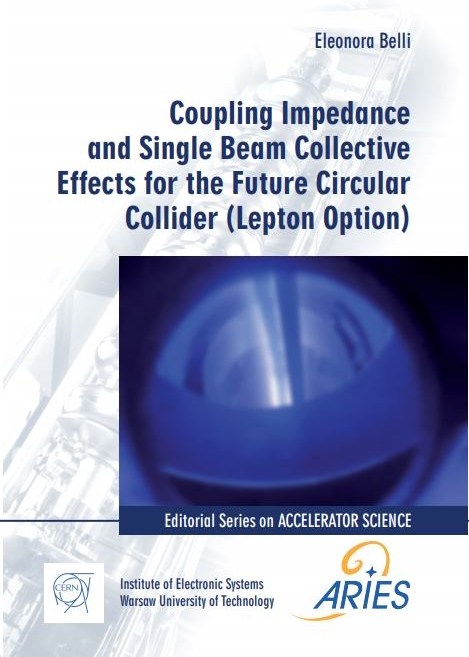 Eleonora Belli
Coupling Impedance
and Single Beam Collective
Effects for the Future Circular
Collider (Lepton Option)
Editorial Series on ACCELERATOR SCIENCE
CERN
Institute of Electronic Systems
Warsaw University of Technology
ARIES